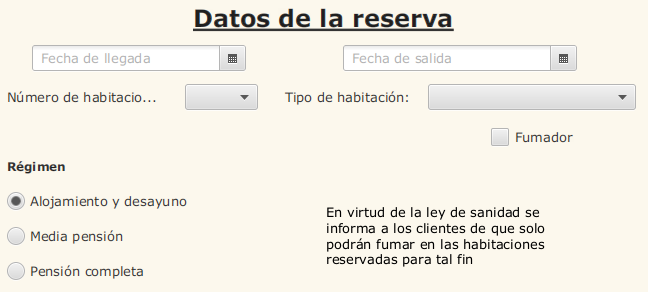 Datos de la reserva
Fecha de llegada
Fecha de salida
Número de habitacio...
Tipo de habitación:
Fumador
Régimen
Alojamiento y desayuno
Media pensión
Pensión completa
En virtud de la ley de sanidad se
informa a los clientes de que solo
podrán fumar en las habitaciones
reservadas para tal fin